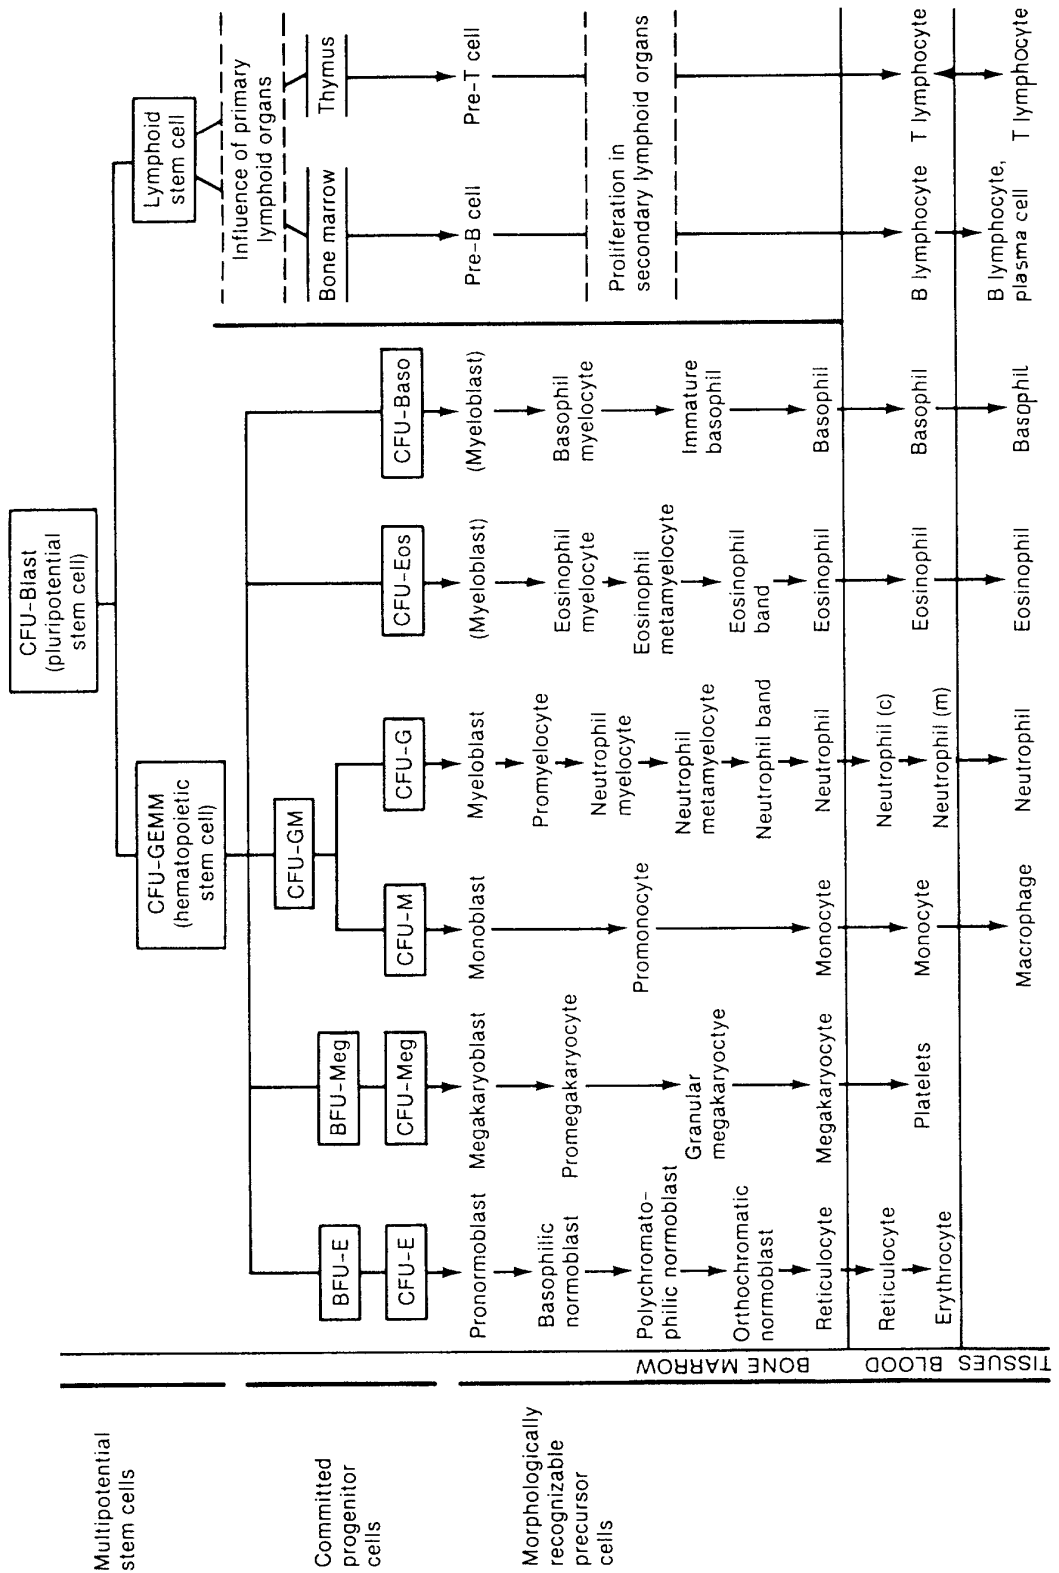 CFU-Blast
(pluripotential
stem cell)
CFU-GEMM
(hematopoietic
stem cell)
Lymphoid
stem cell
Multipotential
stem cells
Influence of primary
lymphoid organs
Bone marrow
Thymus
Committed
progenitor
cells
CFU-GM
BFU-E
BFU-Meg
CFU-E
CFU-Meg
CFU-M
CFU-G
CFU-Eos
CFU-Baso
Morphologically
recognizable
precursor
cells
BONE MARROW
BLOOD
TISSUES
Pronormoblast
Basophilic
normoblast
Polychromato-
philic normoblast
Orthochromatic
normoblast
Reticulocyte
Reticulocyte
Erythrocyte
Megakaryoblast
Promegakaryocyte
Granular
megakaryoctye
Megakaryocyte
Platelets
Monoblast
Promonocyte
Monocyte
Monocyte
Macrophage
Myeloblast
Promyelocyte
Neutrophil
myelocyte
Neutrophil
metamyelocyte
Neutrophil band
Neutrophil
Neutrophil (c)
Neutrophil (m)
Neutrophil
(Myeloblast)
Eosinophil
myelocyte
Eosinophil
metamyelocyte
Eosinophil
band
Eosinophil
Eosinophil
Eosinophil
(Myeloblast)
Basophil
myelocyte
Immature
basophil
Basophil
Basophil
Basophil
Pre-B cell
Pre-T cell
Proliferation in
secondary lymphoid organs
B lymphocyte
T lymphocyte
B lymphocyte,
plasma cell
T lymphocyte